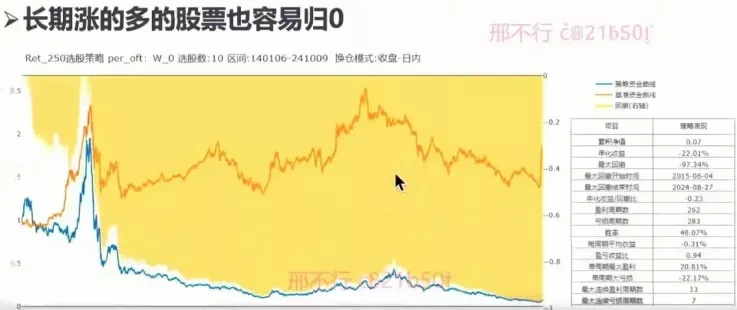 ➤长期涨的多的股票也容易归0
邢不行
Ret_250选股策略 per_oft: W_0 选股数:10 区间:140106-241009 换仓模式:收盘-日内
策略资金曲线
基准资金曲线
回撤(右轴)
2.5
2
1.5
1
0.5
0
0
-0.2
-0.4
-0.6
-0.8
-1
项目 策略表现
累积净值 0.07
年化收益 -22.01%
最大回撤 -97.34%
最大回撤开始时间 2015-06-04
最大回撤结束时间 2024-08-27
年化收益/回撤比 -0.23
盈利周期数 262
亏损周期数 283
胜率 48.07%
每周期平均收益 -0.31%
盈亏收益比 0.94
单周期最大盈利 20.81%
单周期大亏损 -22.17%
最大连续盈利周期数 13
最大连续亏损周期数 7
邢不行